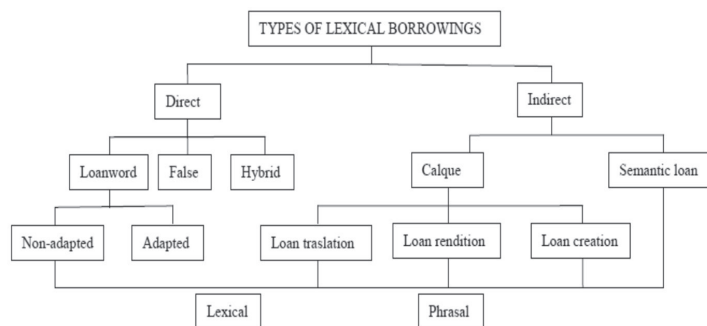 TYPES OF LEXICAL BORROWINGS
Direct
Indirect
Loanword
False
Hybrid
Calque
Semantic loan
Non-adapted
Adapted
Loan traslation
Loan rendition
Loan creation
Lexical
Phrasal